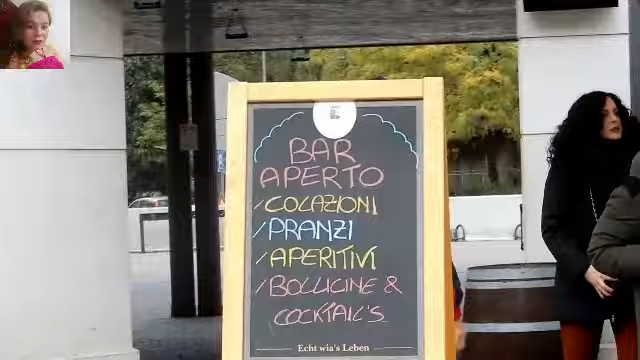 BAR
APERTO
/COLAZIONI
/PRANZI
/APERITIVI
/BOLLICINE &
COCKTAIL'S
Echt wia's Leben